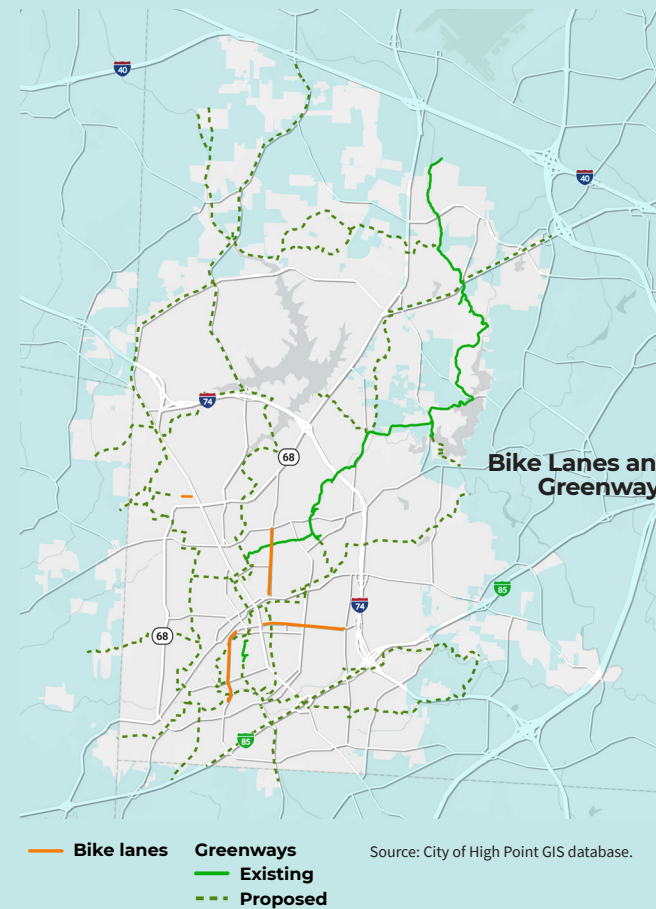 40
40
74
68
Bike Lanes an
Greenway
85
74
68
85
Bike lanes
Greenways
Existing
Proposed
Source: City of High Point GIS database.